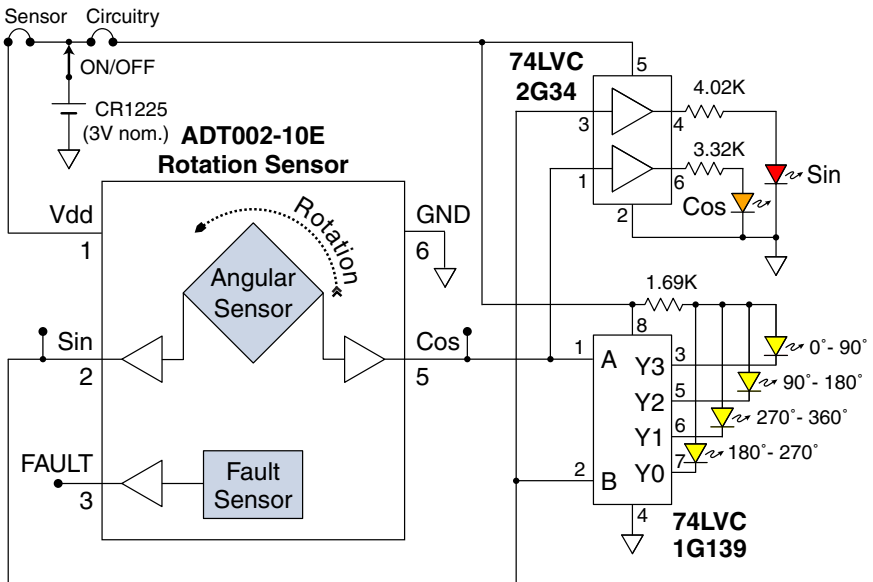 Sensor
Circuitry
ON/OFF
CR1225
(3V nom.)
ADT002-10E
Rotation Sensor
Vdd
1
GND
6
Rotation
Angular
Sensor
Sin
2
Cos
5
FAULT
3
Fault
Sensor
74LVC
2G34
5
3
4
4.02K
1
6
3.32K
2
Sin
Cos
1.69K
8
1
A
Y3
3
0˚- 90˚
Y2
5
90˚- 180˚
Y1
6
270˚- 360˚
2
B
Y0
7
180˚- 270˚
4
74LVC
1G139